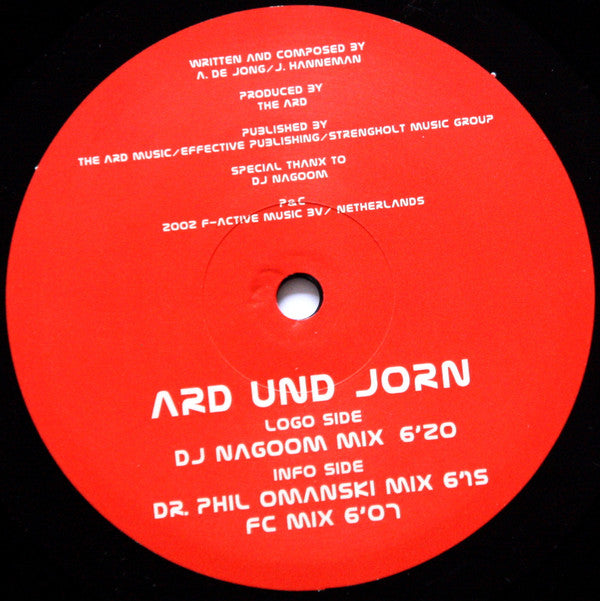 WRITTEN AND COMPOSED BY
A. DE JONG/J. HANNEMAN
PRODUCED BY
THE ARD
PUBLISHED BY
THE ARD MUSIC/EFFECTIVE PUBLISHING/STRENGHOLT MUSIC GROUP
SPECIAL THANX TO
DJ NAGOOM
P&C
2002 F-ACTIVE MUSIC BV/ NETHERLANDS
ARD UND JORN
LOGO SIDE
DJ NAGOOM MIX 6'20
INFO SIDE
DR. PHIL OMANSKI MIX 6'15
FC MIX 6'07